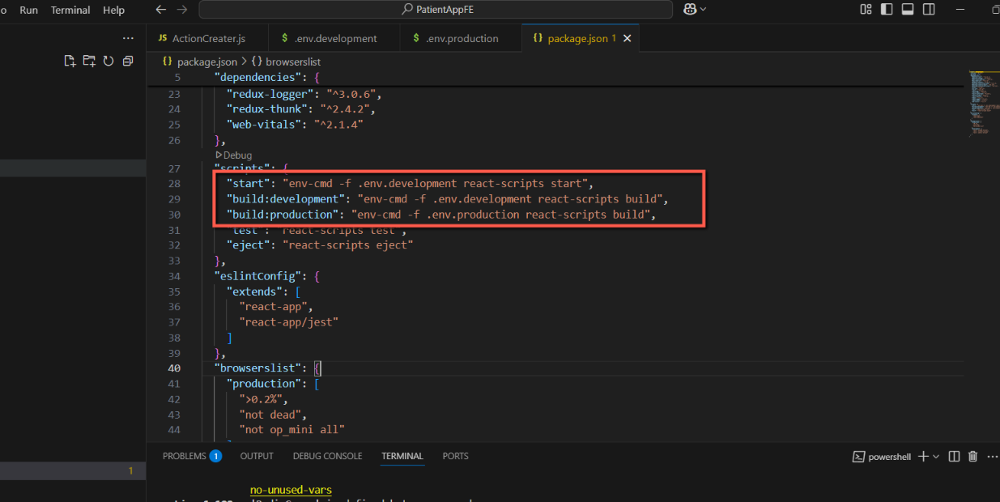 Run Terminal Help PatientAppFE
JS ActionCreater.js $ .env.development $ .env.production {} package.json 1
{} package.json > {} browserslist
5 "dependencies": {
23 "redux-logger": "^3.0.6",
24 "redux-thunk": "^2.4.2",
25 "web-vitals": "^2.1.4"
26 },
Debug
27 "scripts": {
28 "start": "env-cmd -f .env.development react-scripts start",
29 "build:development": "env-cmd -f .env.development react-scripts build",
30 "build:production": "env-cmd -f .env.production react-scripts build",
31 "test": "react-scripts test",
32 "eject": "react-scripts eject"
33 },
34 "eslintConfig": {
35 "extends": [
36 "react-app",
37 "react-app/jest"
38 ]
39 },
40 "browserslist": {
41 "production": [
42 ">0.2%",
43 "not dead",
44 "not op_mini all"
PROBLEMS 1 OUTPUT DEBUG CONSOLE TERMINAL PORTS powershell
1
no-unused-vars